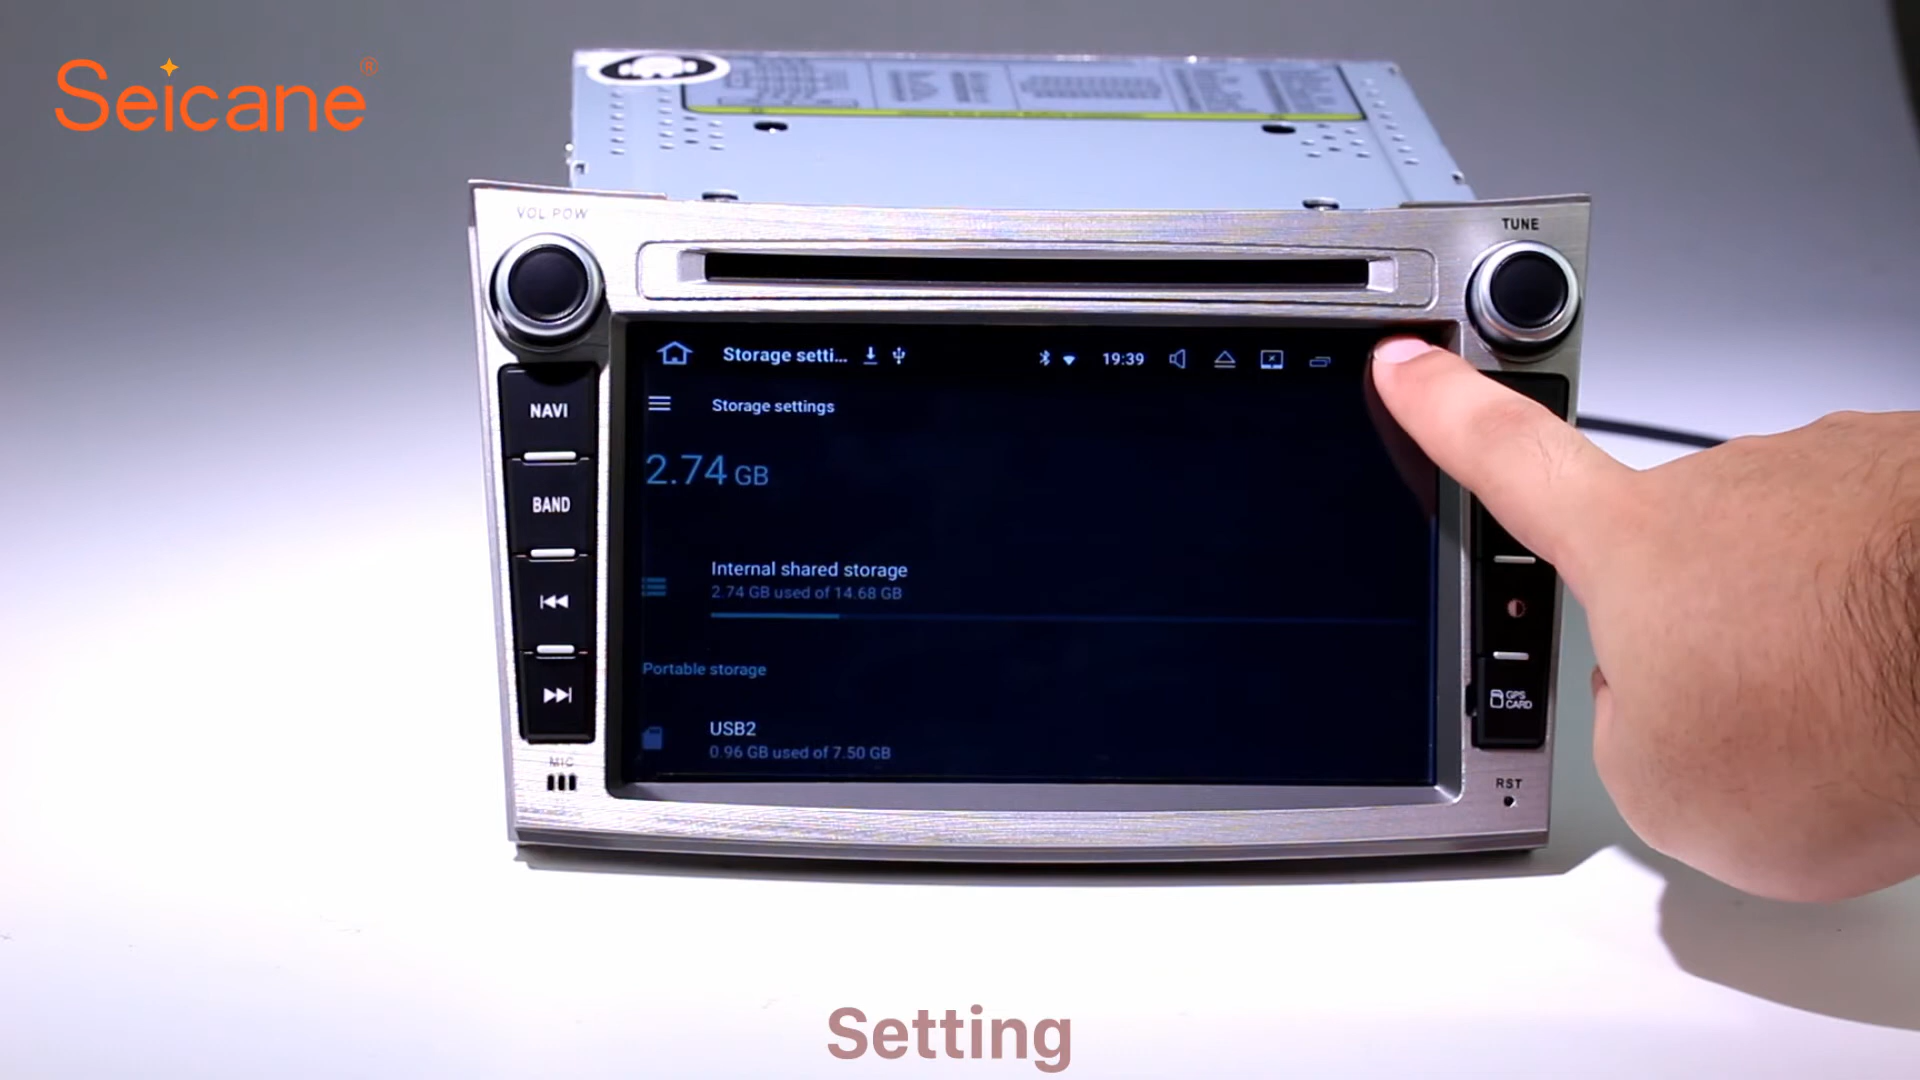 Seicane®
VOL POW
TUNE
Storage setti...
19:39
Storage settings
NAVI
2.74 GB
BAND
Internal shared storage
2.74 GB used of 14.68 GB
Portable storage
GPS
CARD
USB2
0.96 GB used of 7.50 GB
MIC
RST
Setting